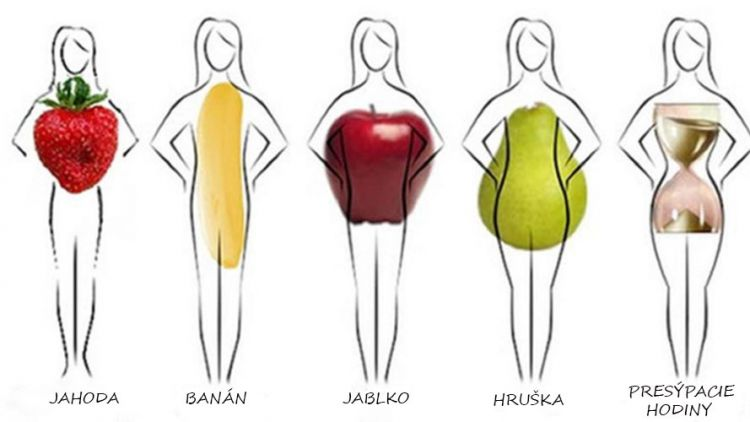 JAHODA
BANÁN
JABLKO
HRUŠKA
PRESÝPACIE
HODINY